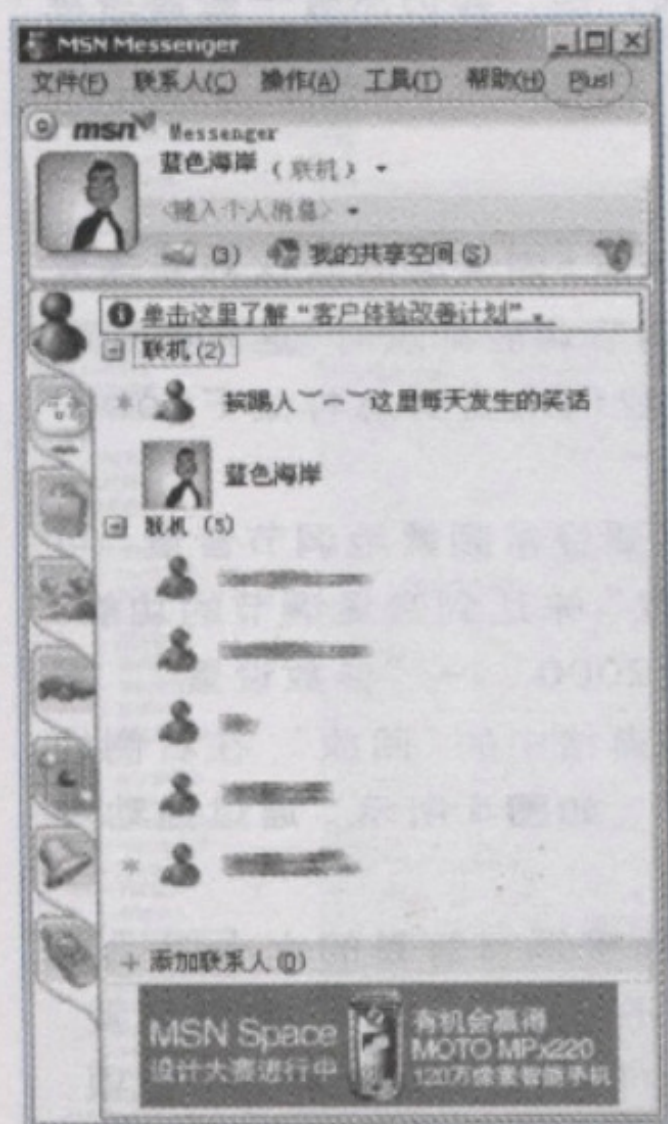 MSN Messenger
文件(F) 联系人(C) 操作(A) 工具(T) 帮助(H) Plus!
msn Messenger
蓝色海岸 (联机)
<键入个人消息>
(3) 我的共享空间(S)
单击这里了解“客户体验改善计划”。
联机(2)
挨踢人︶︵︶这里每天发生的笑话
蓝色海岸
联机 (5)
+ 添加联系人(D)
MSN Space 有机会赢得
设计大赛进行中 MOTO MPx220
120万像素智能手机